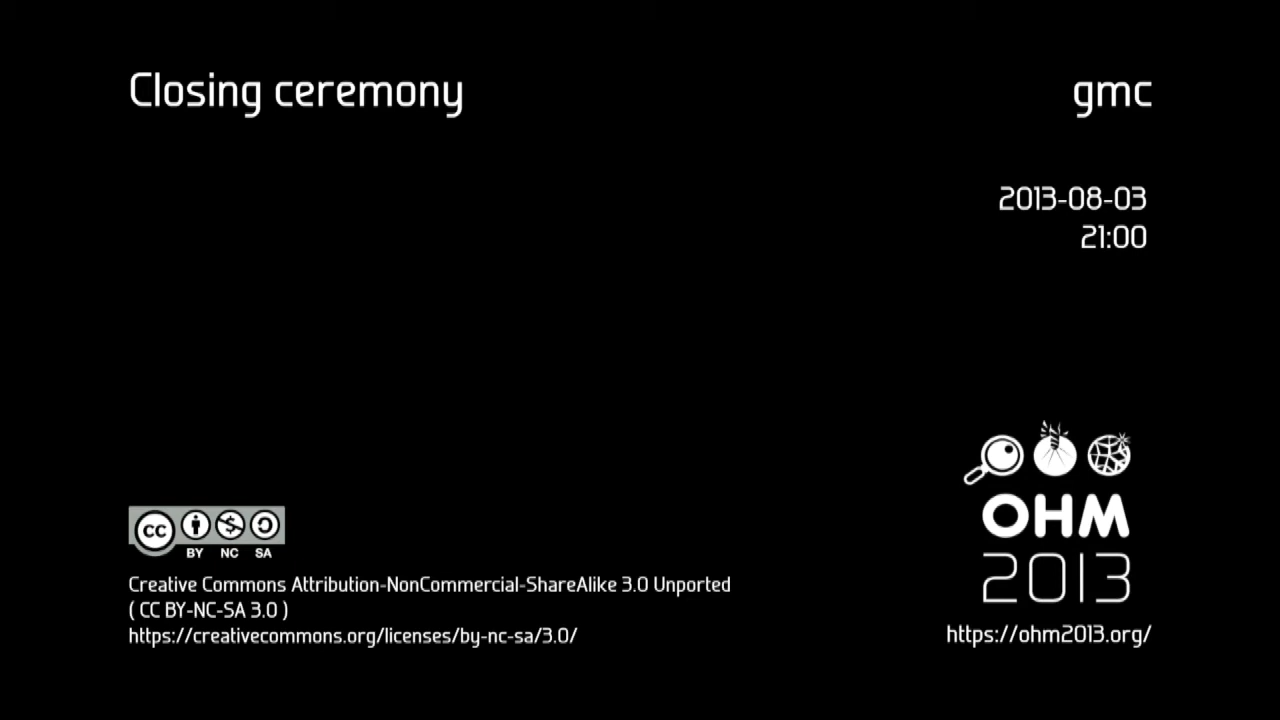 Closing ceremony
gmc
2013-08-03
21:00
cc
BY NC SA
Creative Commons Attribution-NonCommercial-ShareAlike 3.0 Unported
( CC BY-NC-SA 3.0 )
https://creativecommons.org/licenses/by-nc-sa/3.0/
OHM
2013
https://ohm2013.org/